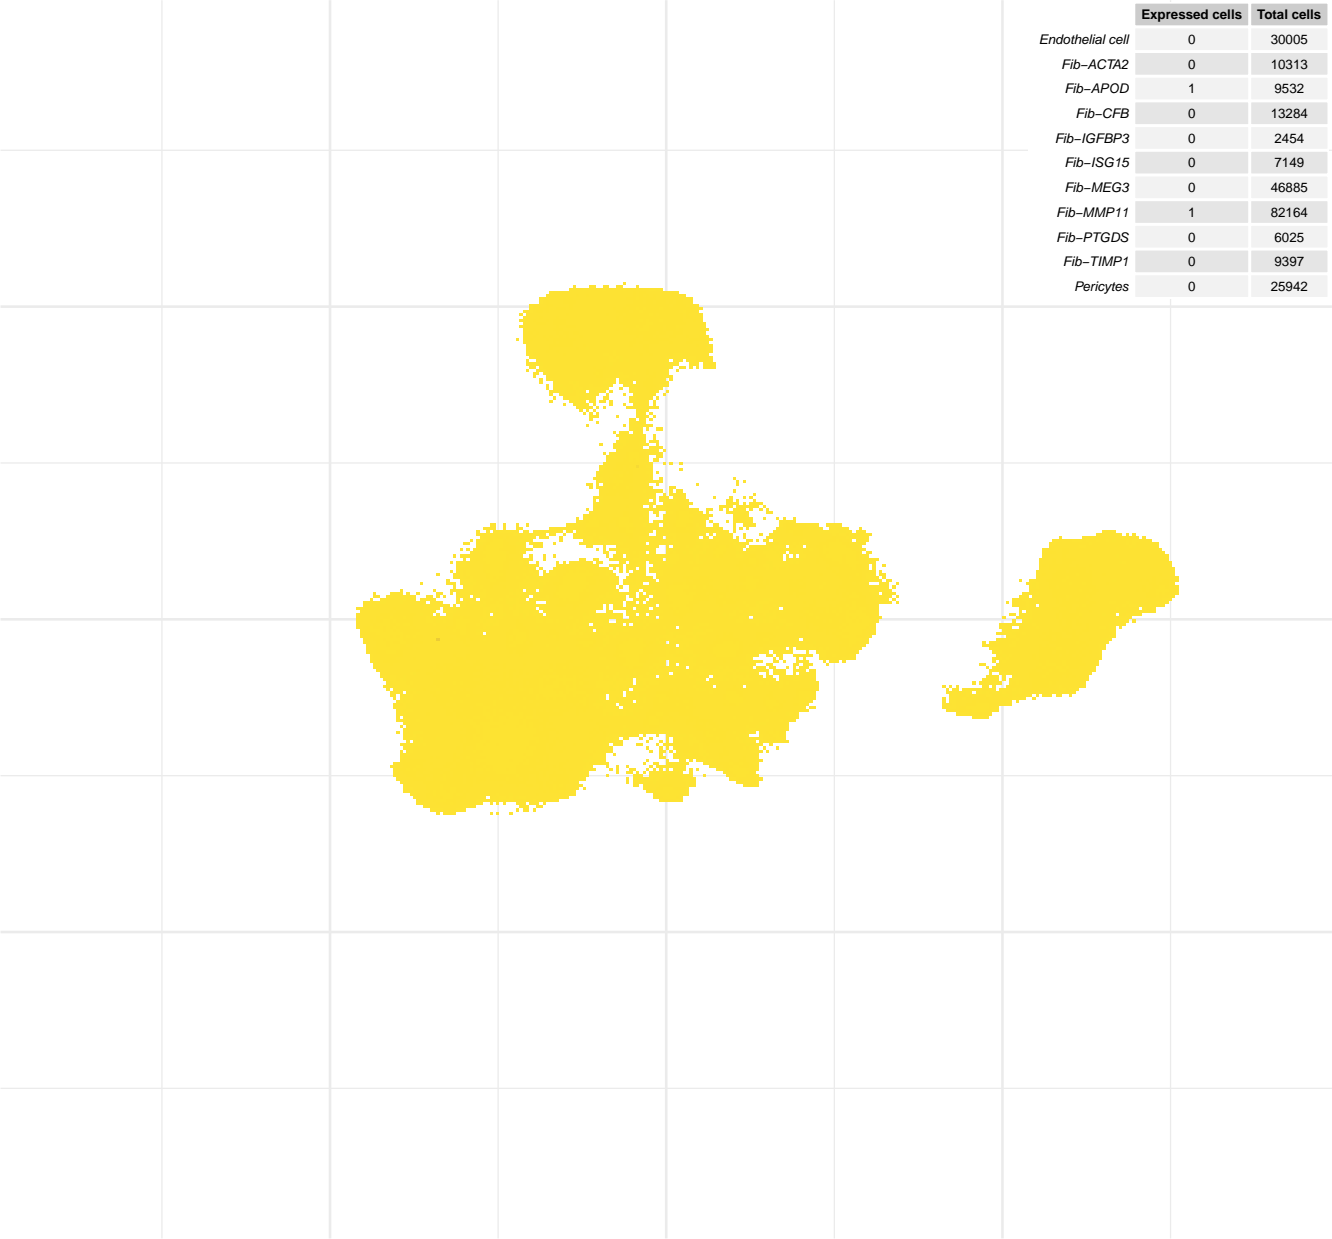 Expressed cells Total cells
Endothelial cell 0 30005
Fib−ACTA2 0 10313
Fib−APOD 1 9532
Fib−CFB 0 13284
Fib−IGFBP3 0 2454
Fib−ISG15 0 7149
Fib−MEG3 0 46885
Fib−MMP11 1 82164
Fib−PTGDS 0 6025
Fib−TIMP1 0 9397
Pericytes 0 25942